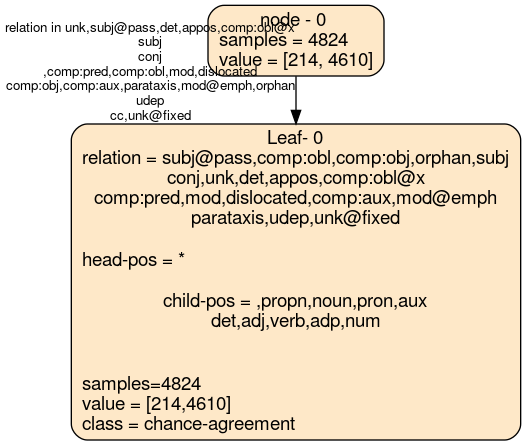 node - 0
samples = 4824
value = [214, 4610]
relation in unk,subj@pass,det,appos,comp:obl@x
subj
conj
,comp:pred,comp:obl,mod,dislocated
comp:obj,comp:aux,parataxis,mod@emph,orphan
udep
cc,unk@fixed
Leaf- 0
relation = subj@pass,comp:obl,comp:obj,orphan,subj
conj,unk,det,appos,comp:obl@x
comp:pred,mod,dislocated,comp:aux,mod@emph
parataxis,udep,unk@fixed
head-pos = *
child-pos = ,propn,noun,pron,aux
det,adj,verb,adp,num
samples=4824
value = [214,4610]
class = chance-agreement